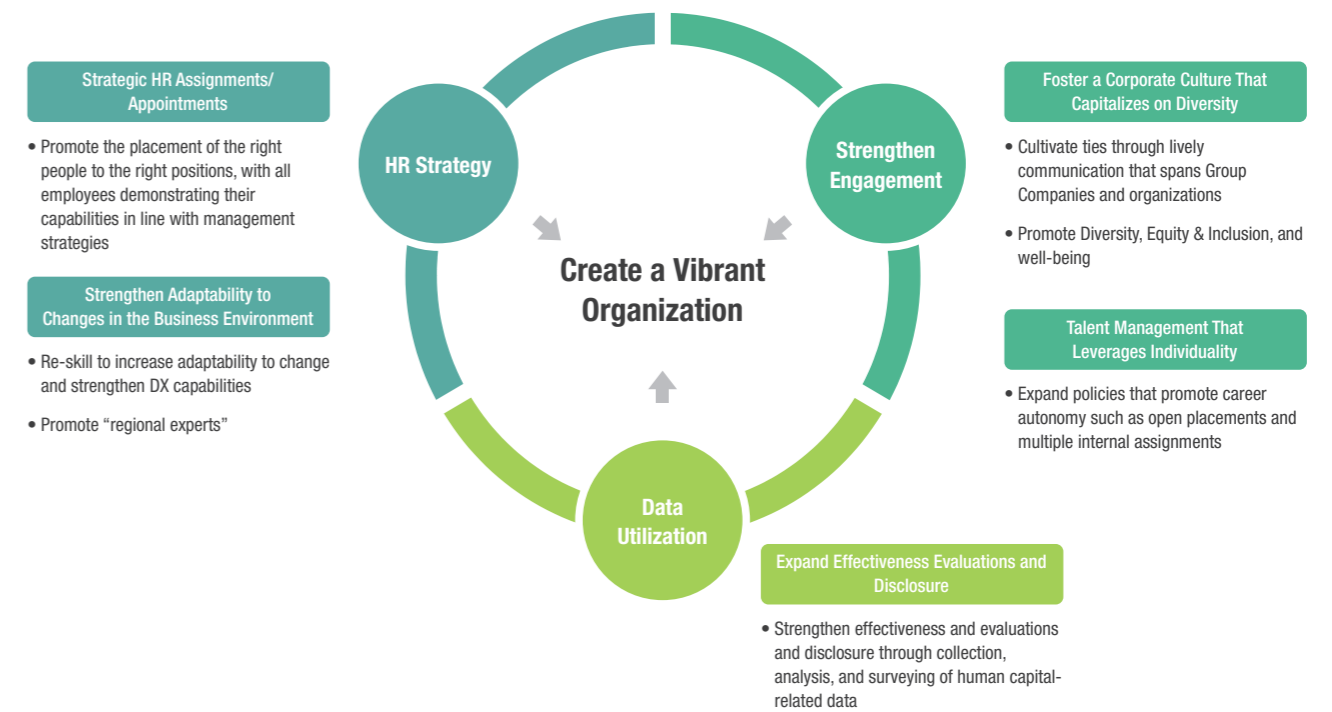 Strategic HR Assignments/
Appointments
• Promote the placement of the right
people to the right positions, with all
employees demonstrating their
capabilities in line with management
strategies
Strengthen Adaptability to
Changes in the Business Environment
• Re-skill to increase adaptability to change
and strengthen DX capabilities
• Promote “regional experts”
HR Strategy
Strengthen
Engagement
Create a Vibrant
Organization
Data
Utilization
Foster a Corporate Culture That
Capitalizes on Diversity
• Cultivate ties through lively
communication that spans Group
Companies and organizations
• Promote Diversity, Equity & Inclusion, and
well-being
Talent Management That
Leverages Individuality
• Expand policies that promote career
autonomy such as open placements and
multiple internal assignments
Expand Effectiveness Evaluations and
Disclosure
• Strengthen effectiveness and evaluations
and disclosure through collection,
analysis, and surveying of human capital-
related data